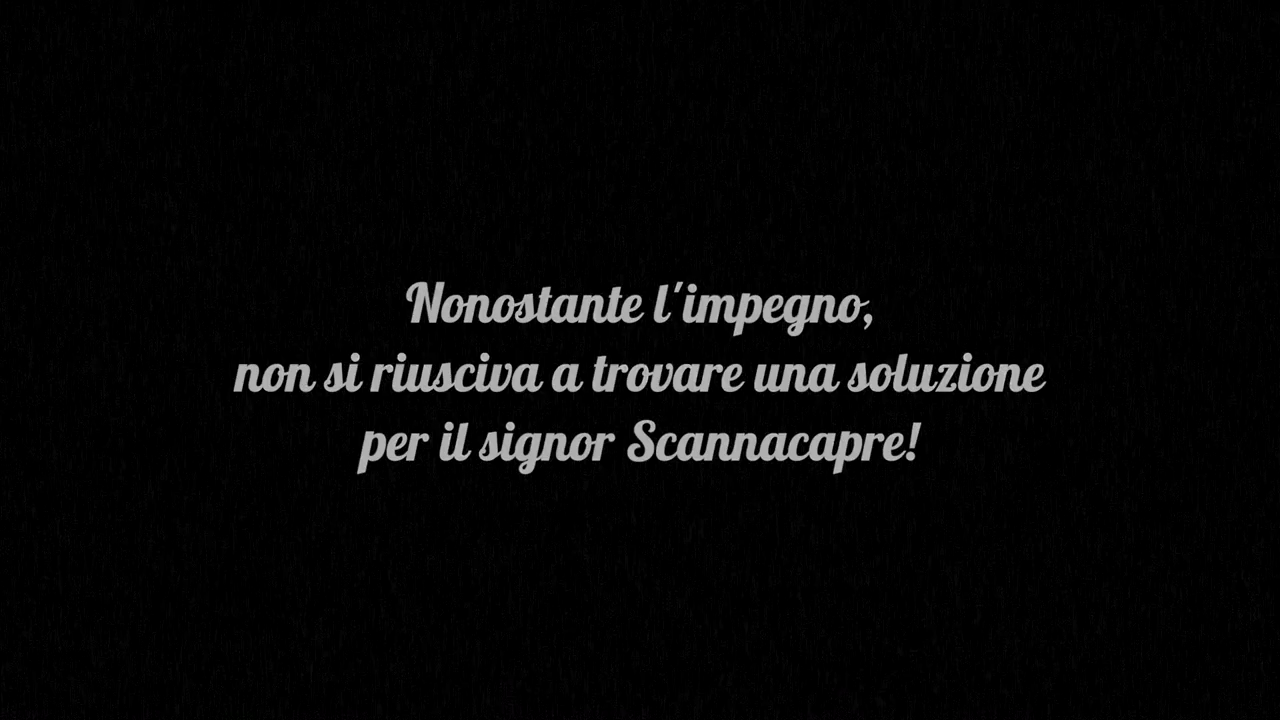 Nonostante l'impegno,
non si riusciva a trovare una soluzione
per il signor Scannacapre!